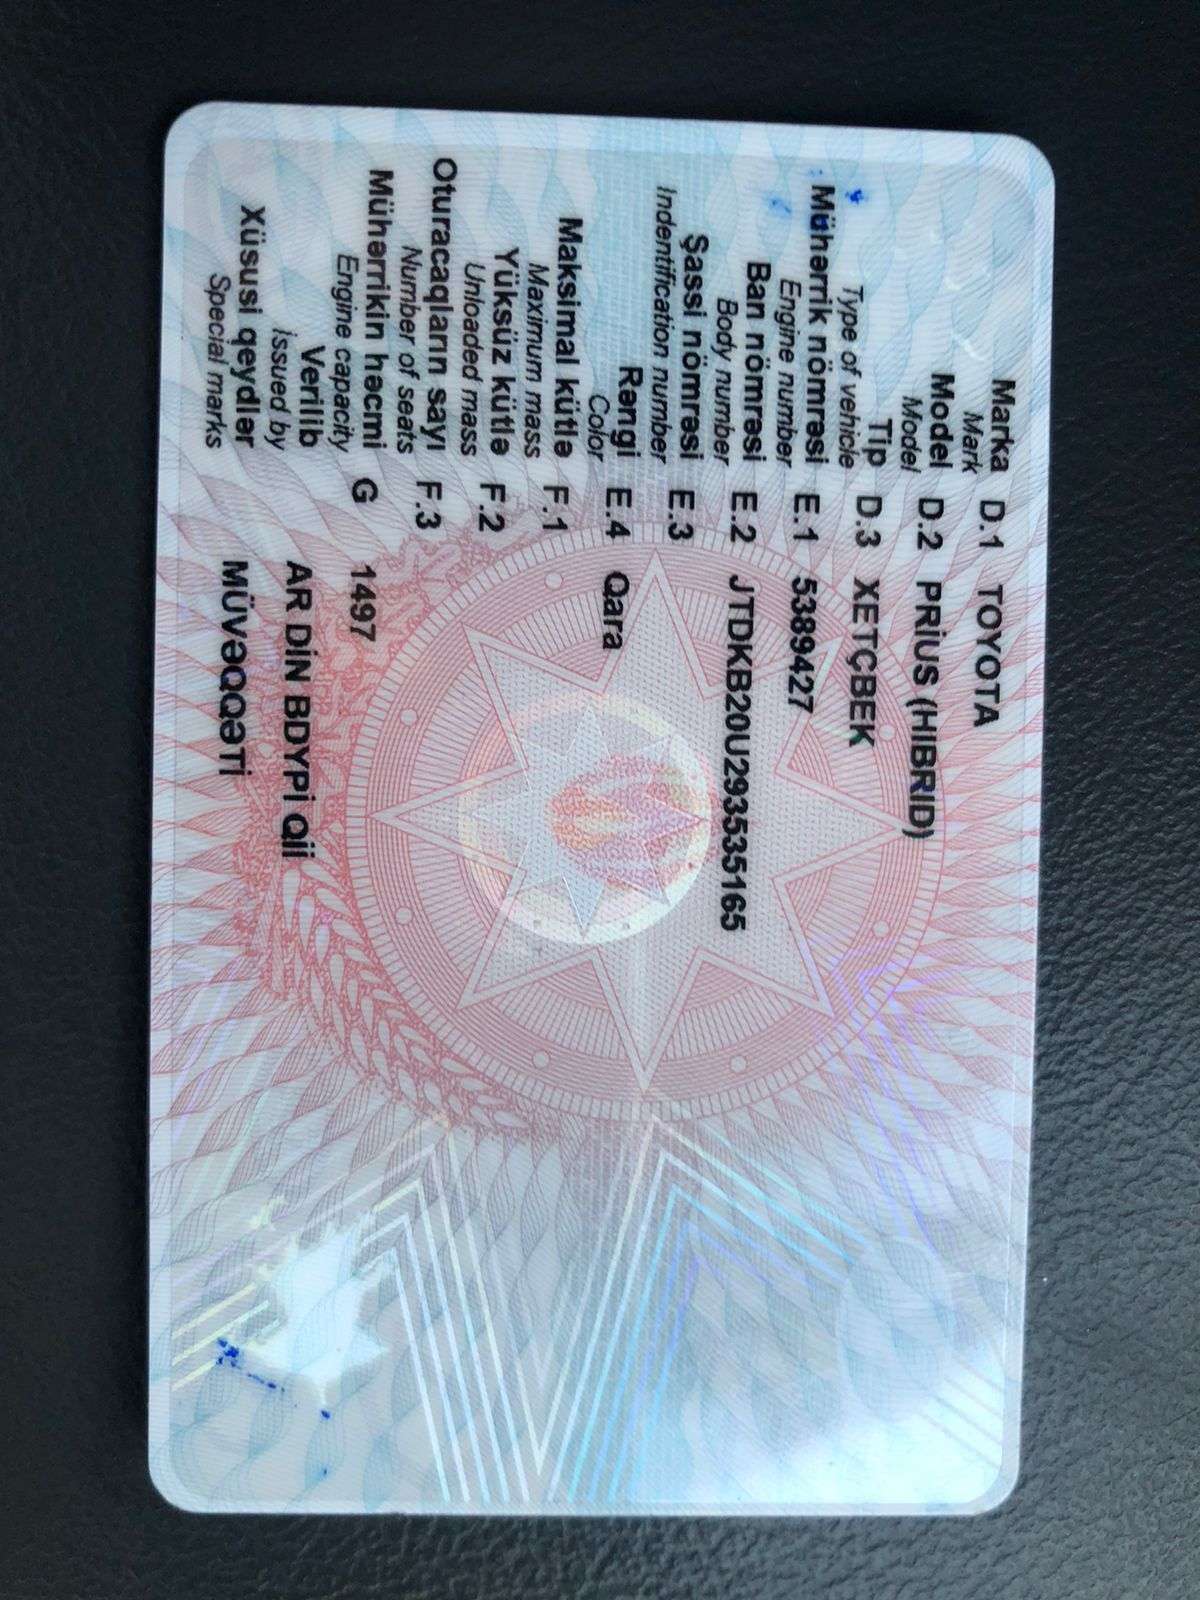 Marka D.1 TOYOTA
Mark
Model D.2 PRİUS (HIBRID)
Model
Tip D.3 XETÇBEK
Type of vehicle
Mühərrik nömrəsi E.1 5389427
Engine number
Ban nömrəsi E.2 JTDKB20U293535165
Body number
Şassi nömrəsi E.3
Indentification number
Rəngi E.4 Qara
Color
Maksimal kütlə F.1
Maximum mass
Yüksüz kütlə F.2
Unloaded mass
Oturacaqların sayı F.3
Number of seats
Mühərrikin həcmi G 1497
Engine capacity
Verilib AR DİN BDYPİ Qİİ
issued by
Xüsusi qeydlər MÜVƏQQƏTİ
Special marks